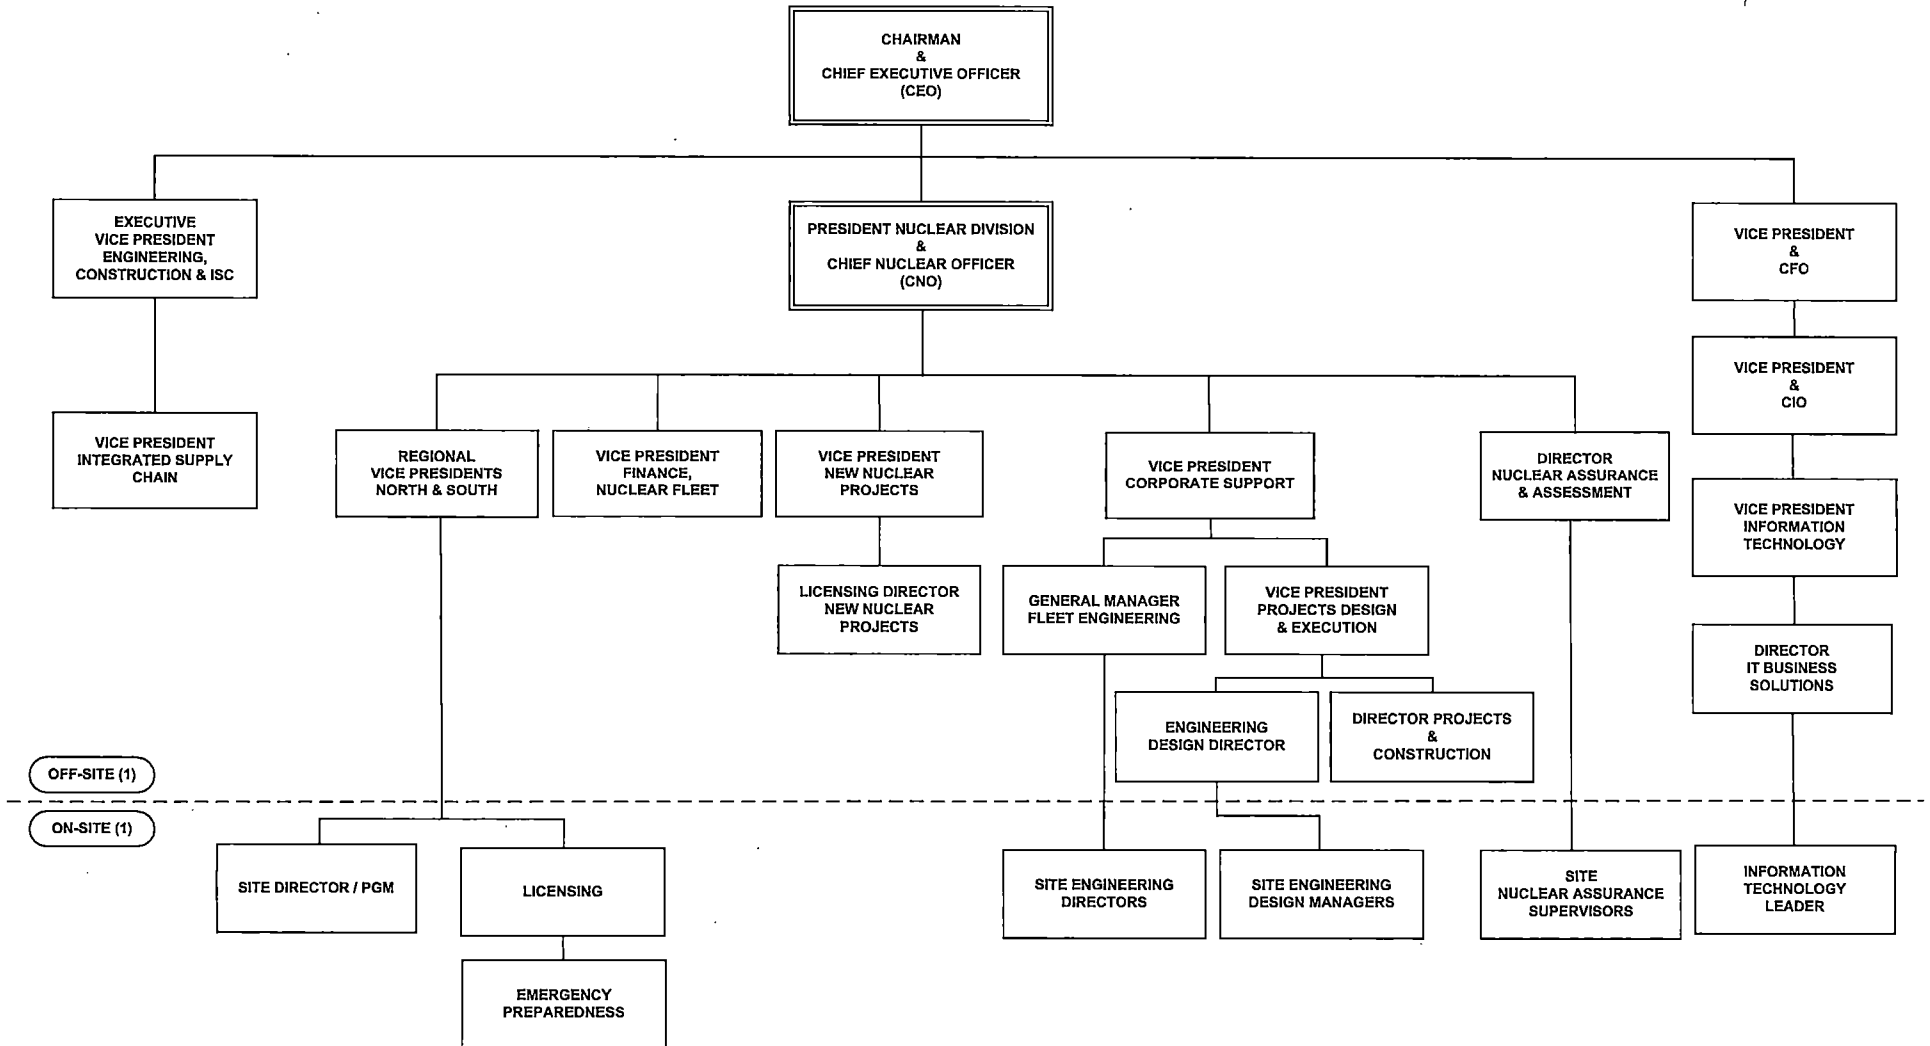 CHAIRMAN
&
CHIEF EXECUTIVE OFFICER
(CEO)
EXECUTIVE
VICE PRESIDENT
ENGINEERING,
CONSTRUCTION & ISC
PRESIDENT NUCLEAR DIVISION
&
CHIEF NUCLEAR OFFICER
(CNO)
VICE PRESIDENT
&
CFO
VICE PRESIDENT
&
CIO
VICE PRESIDENT
INTEGRATED SUPPLY
CHAIN
REGIONAL
VICE PRESIDENTS
NORTH & SOUTH
VICE PRESIDENT
FINANCE,
NUCLEAR FLEET
VICE PRESIDENT
NEW NUCLEAR
PROJECTS
VICE PRESIDENT
CORPORATE SUPPORT
DIRECTOR
NUCLEAR ASSURANCE
& ASSESSMENT
VICE PRESIDENT
INFORMATION
TECHNOLOGY
LICENSING DIRECTOR
NEW NUCLEAR
PROJECTS
GENERAL MANAGER
FLEET ENGINEERING
VICE PRESIDENT
PROJECTS DESIGN
& EXECUTION
DIRECTOR
IT BUSINESS
SOLUTIONS
ENGINEERING
DESIGN DIRECTOR
DIRECTOR PROJECTS
&
CONSTRUCTION
OFF-SITE (1)
ON-SITE (1)
SITE DIRECTOR / PGM
LICENSING
SITE ENGINEERING
DIRECTORS
SITE ENGINEERING
DESIGN MANAGERS
SITE
NUCLEAR ASSURANCE
SUPERVISORS
INFORMATION
TECHNOLOGY
LEADER
EMERGENCY
PREPAREDNESS